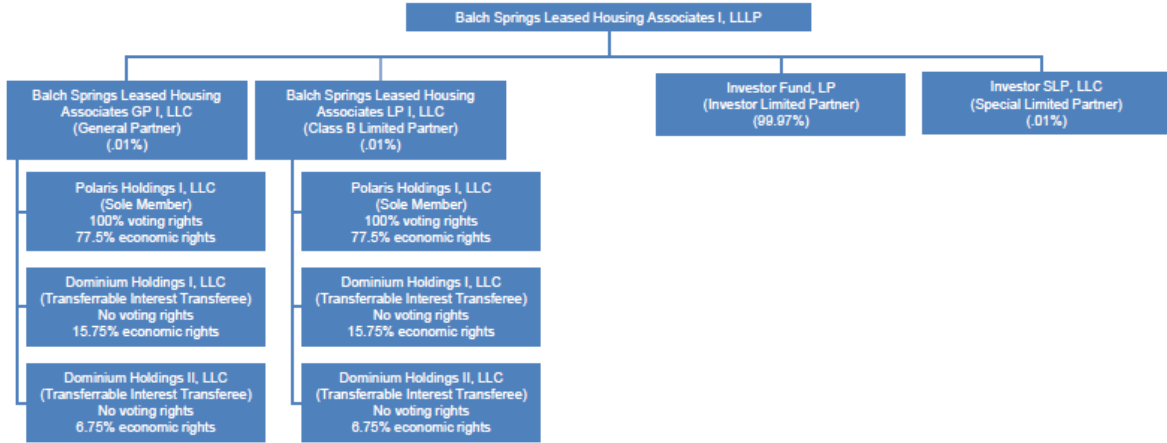 Balch Springs Leased Housing Associates I, LLLP
Balch Springs Leased Housing
Associates GP I, LLC
(General Partner)
(.01%)
Balch Springs Leased Housing
Associates LP I, LLC
(Class B Limited Partner)
(.01%)
Investor Fund, LP
(Investor Limited Partner)
(99.97%)
Investor SLP, LLC
(Special Limited Partner)
(.01%)
Polaris Holdings I, LLC
(Sole Member)
100% voting rights
77.5% economic rights
Polaris Holdings I, LLC
(Sole Member)
100% voting rights
77.5% economic rights
Dominium Holdings I, LLC
(Transferrable Interest Transferee)
No voting rights
15.75% economic rights
Dominium Holdings I, LLC
(Transferrable Interest Transferee)
No voting rights
15.75% economic rights
Dominium Holdings II, LLC
(Transferrable Interest Transferee)
No voting rights
6.75% economic rights
Dominium Holdings II, LLC
(Transferrable Interest Transferee)
No voting rights
6.75% economic rights